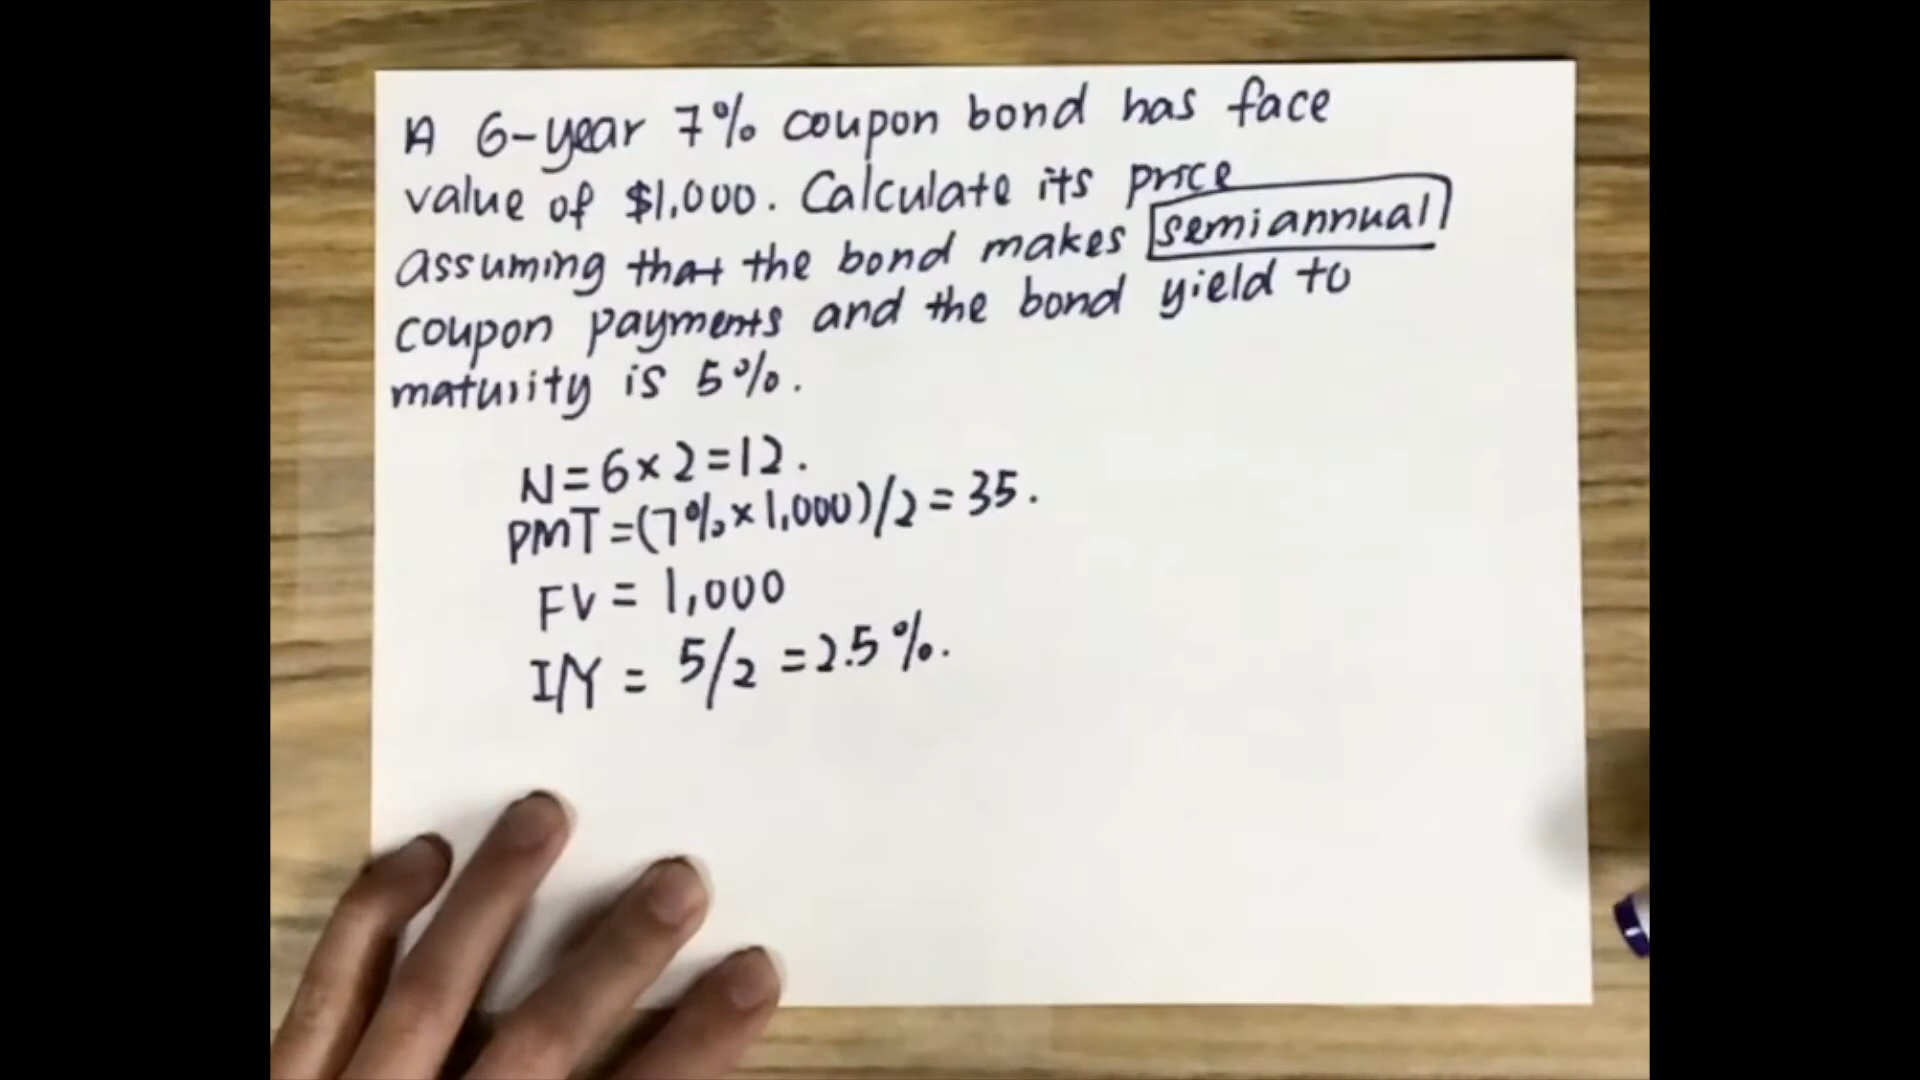 A 6-year 7% coupon bond has face
value of $1,000. Calculate its price
assuming that the bond makes semiannual
coupon payments and the bond yield to
maturity is 5%.
N=6×2=12.
PMT=(7%×1,000)/2=35.
FV=1,000
I/Y=5/2=2.5%.